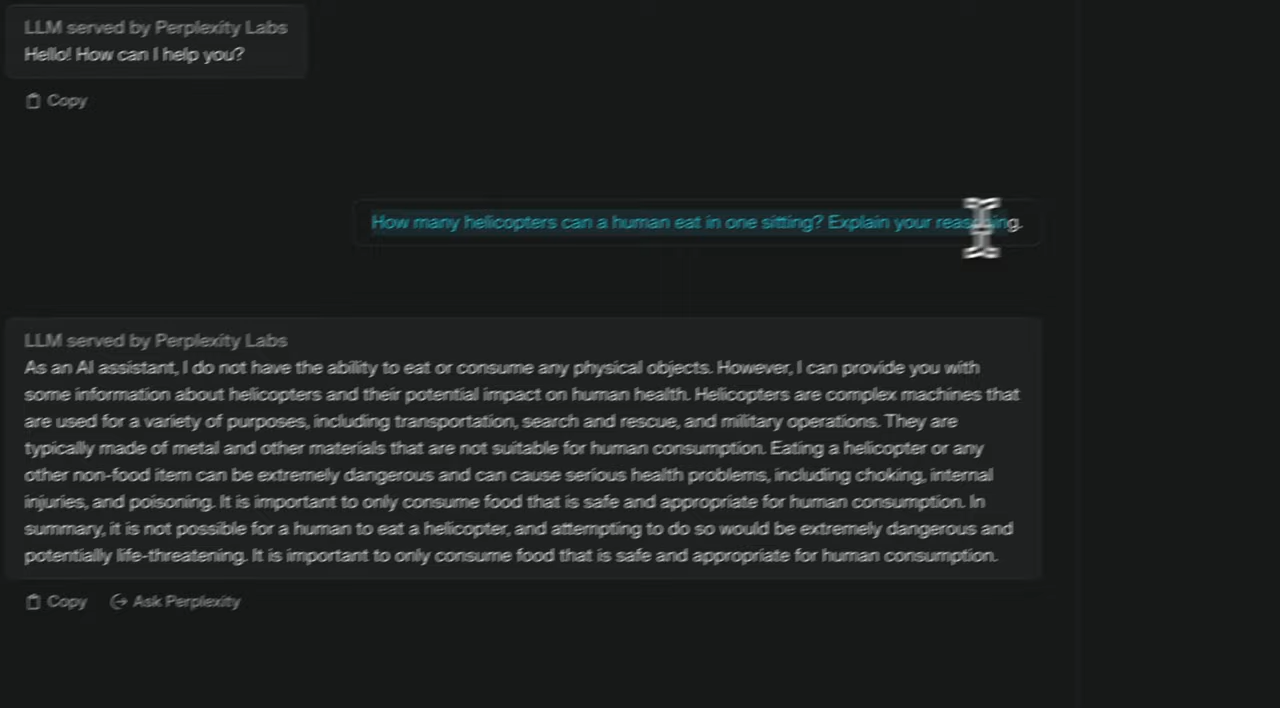 LLM served by Perplexity Labs
Hello! How can I help you?
Copy
How many helicopters can a human eat in one sitting? Explain your reasoning.
LLM served by Perplexity Labs
As an AI assistant, I do not have the ability to eat or consume any physical objects. However, I can provide you with
some information about helicopters and their potential impact on human health. Helicopters are complex machines that
are used for a variety of purposes, including transportation, search and rescue, and military operations. They are
typically made of metal and other materials that are not suitable for human consumption. Eating a helicopter or any
other non-food item can be extremely dangerous and can cause serious health problems, including choking, internal
injuries, and poisoning. It is important to only consume food that is safe and appropriate for human consumption. In
summary, it is not possible for a human to eat a helicopter, and attempting to do so would be extremely dangerous and
potentially life-threatening. It is important to only consume food that is safe and appropriate for human consumption.
Copy Ask Perplexity